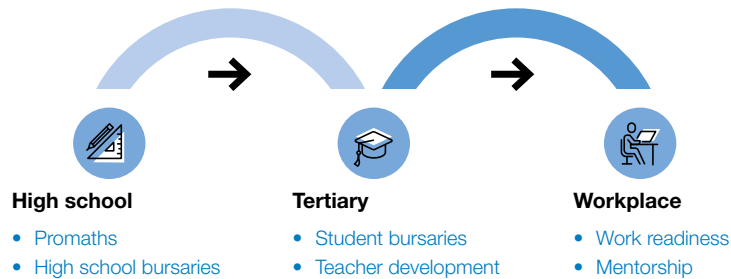 High school
• Promaths
• High school bursaries
Tertiary
• Student bursaries
• Teacher development
Workplace
• Work readiness
• Mentorship